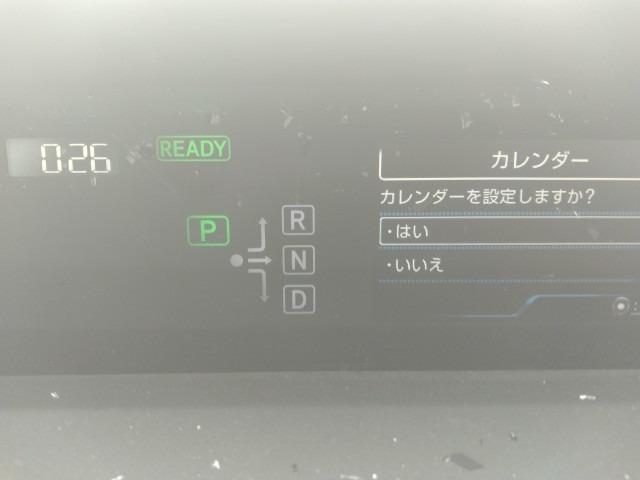 026
READY
P
R
N
D
カレンダー
カレンダーを設定しますか?
・はい
・いいえ